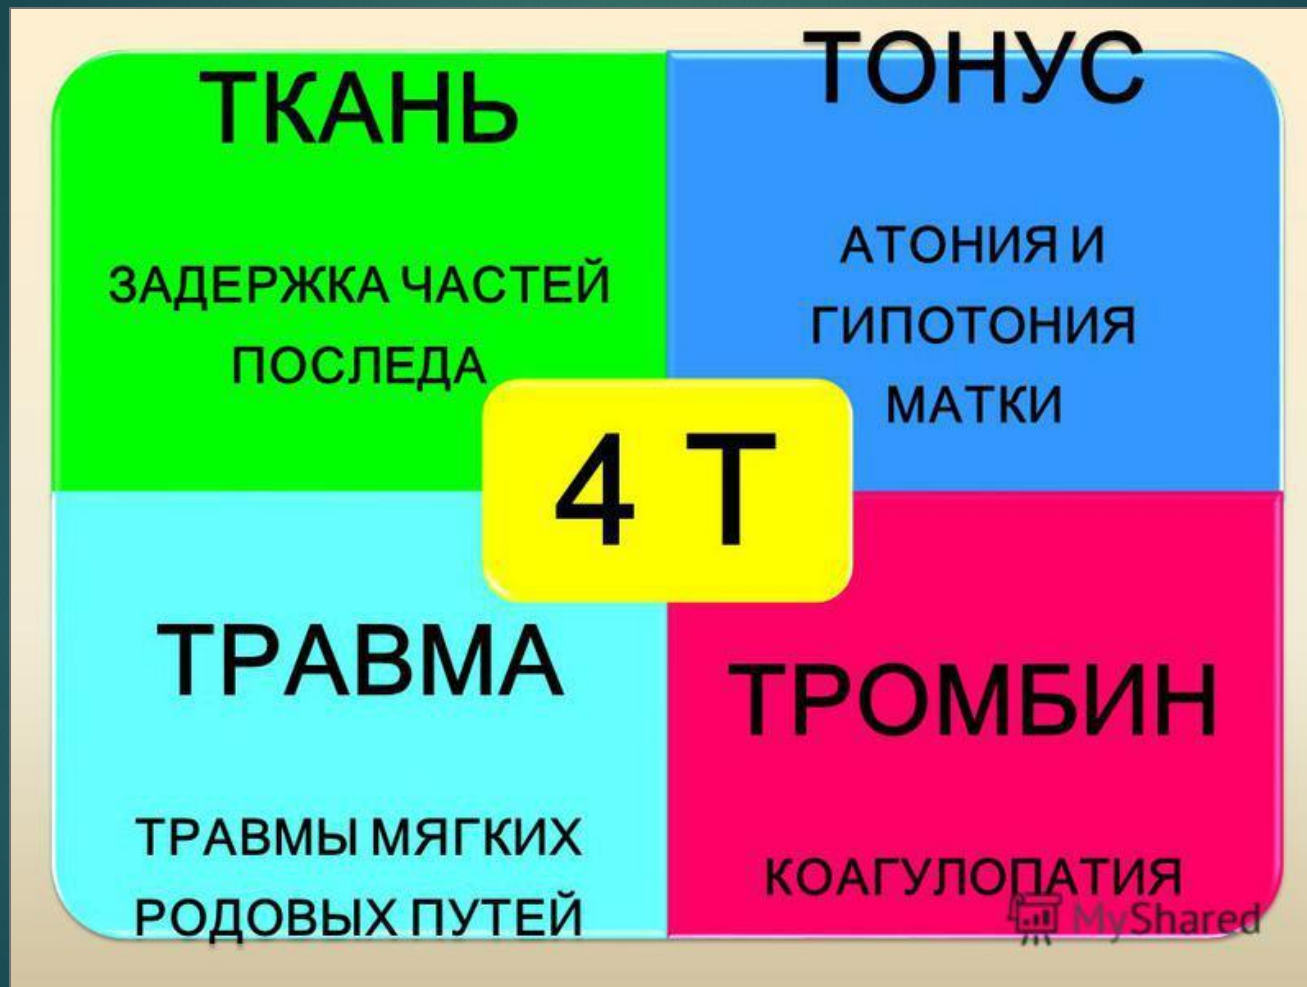 ТКАНЬ
ЗАДЕРЖКА ЧАСТЕЙ
ПОСЛЕДА
ТОНУС
АТОНИЯ И
ГИПОТОНИЯ
МАТКИ
4 Т
ТРАВМА
ТРАВМЫ МЯГКИХ
РОДОВЫХ ПУТЕЙ
ТРОМБИН
КОАГУЛОПАТИЯ
MyShared